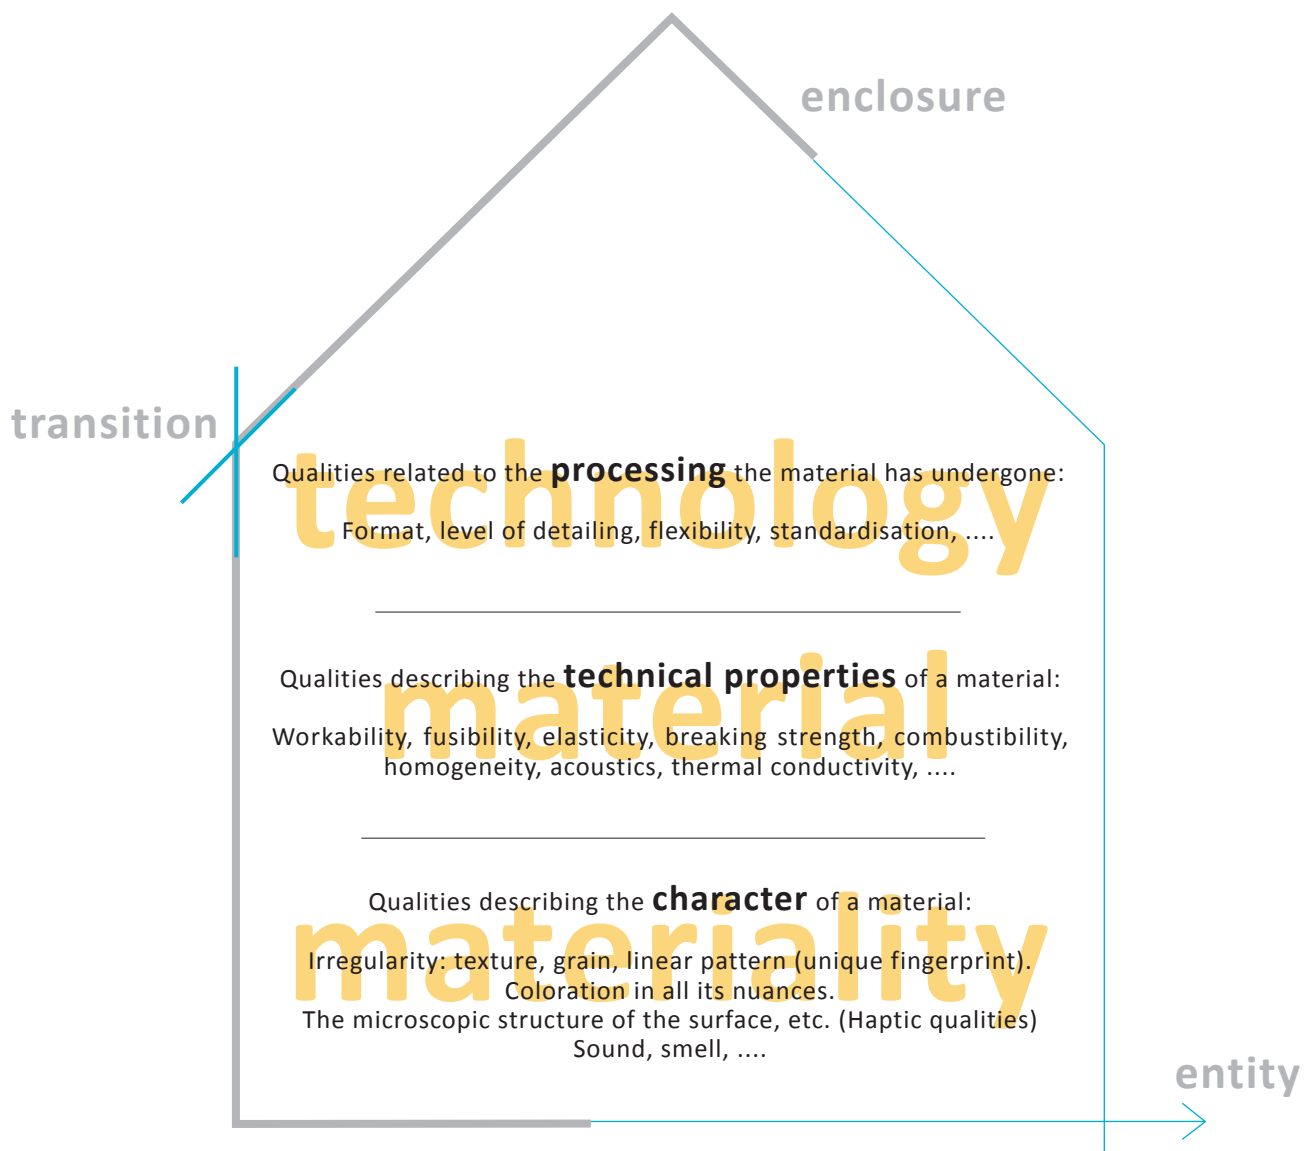 enclosure
transition
technology
Qualities related to the processing the material has undergone:
Format, level of detailing, flexibility, standardisation, ....
material
Qualities describing the technical properties of a material:
Workability, fusibility, elasticity, breaking strength, combustibility,
homogeneity, acoustics, thermal conductivity, ....
materiality
Qualities describing the character of a material:
Irregularity: texture, grain, linear pattern (unique fingerprint).
Coloration in all its nuances.
The microscopic structure of the surface, etc. (Haptic qualities)
Sound, smell, ....
entity